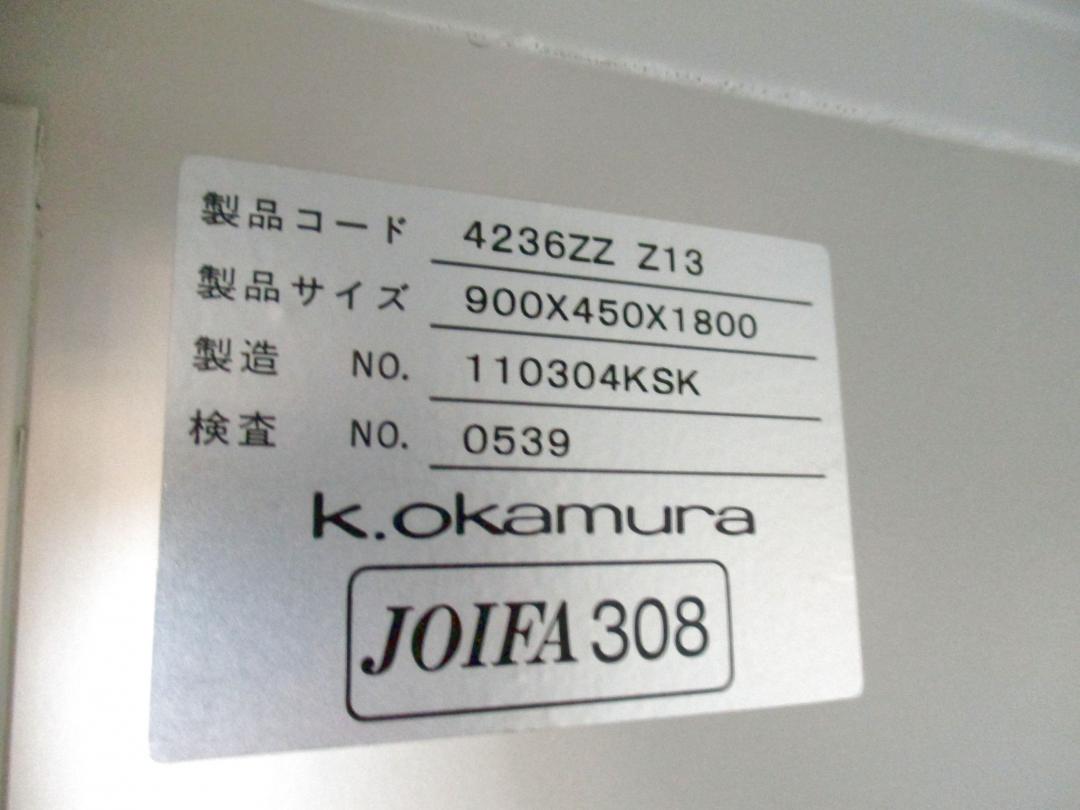 製品コード 4236ZZ Z13
製品サイズ 900X450X1800
製造 NO. 110304KSK
検査 NO. 0539
k.okamura
JOIFA 308